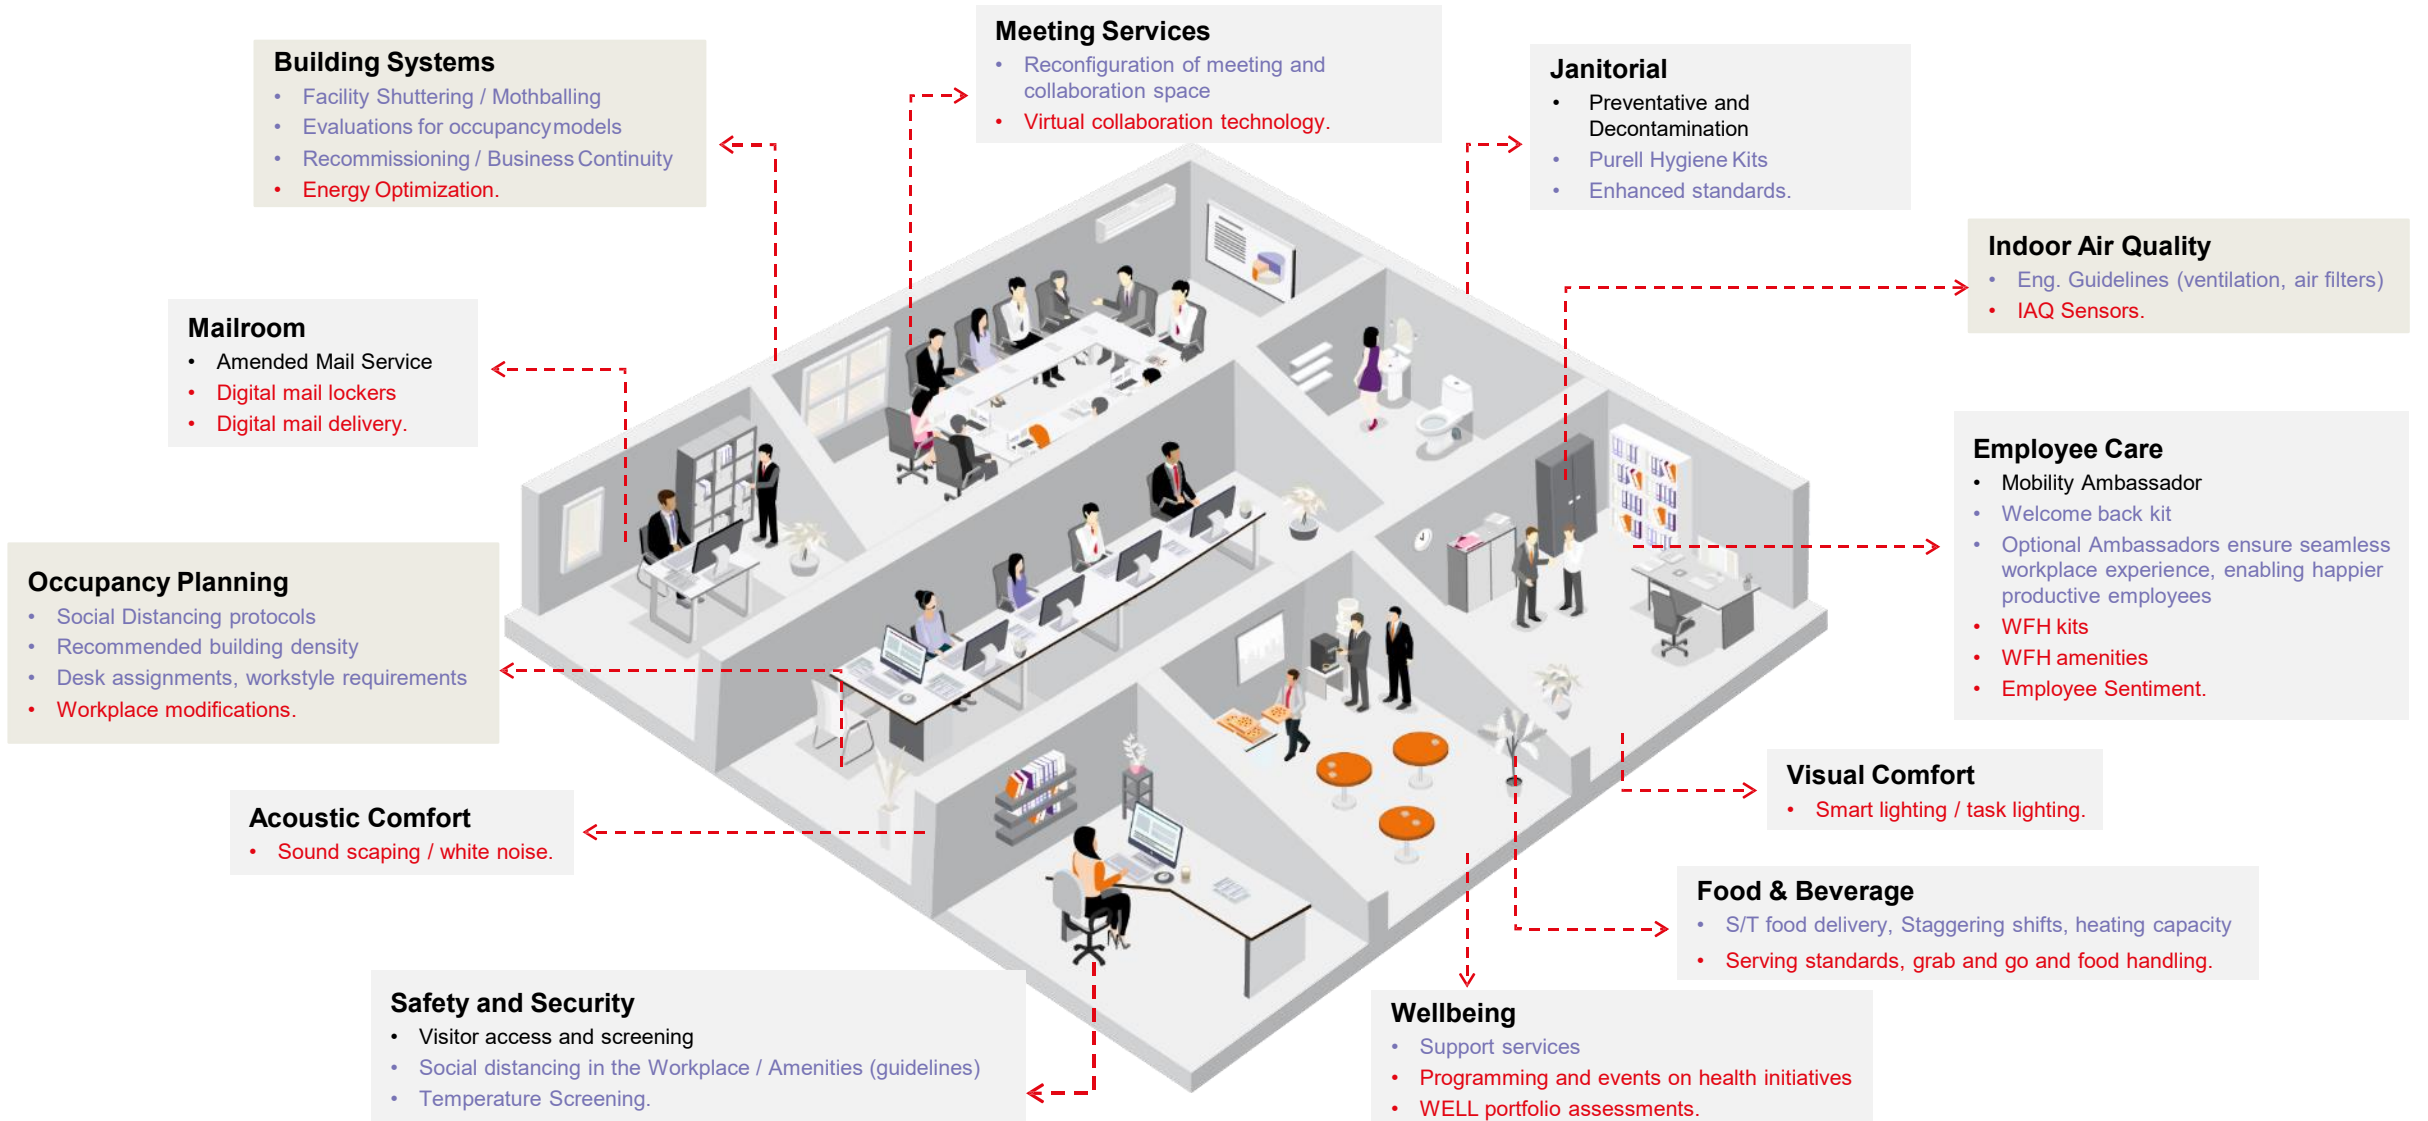 Meeting Services
• Reconfiguration of meeting and
collaboration space
• Virtual collaboration technology.
Building Systems
• Facility Shuttering / Mothballing
• Evaluations for occupancy models
• Recommissioning / Business Continuity
• Energy Optimization.
Janitorial
• Preventative and
Decontamination
• Purell Hygiene Kits
• Enhanced standards.
Indoor Air Quality
• Eng. Guidelines (ventilation, air filters)
• IAQ Sensors.
Mailroom
• Amended Mail Service
• Digital mail lockers
• Digital mail delivery.
Employee Care
• Mobility Ambassador
• Welcome back kit
• Optional Ambassadors ensure seamless
workplace experience, enabling happier
productive employees
• WFH kits
• WFH amenities
• Employee Sentiment.
Occupancy Planning
• Social Distancing protocols
• Recommended building density
• Desk assignments, workstyle requirements
• Workplace modifications.
Visual Comfort
• Smart lighting / task lighting.
Acoustic Comfort
• Sound scaping / white noise.
Food & Beverage
• S/T food delivery, Staggering shifts, heating capacity
• Serving standards, grab and go and food handling.
Safety and Security
• Visitor access and screening
• Social distancing in the Workplace / Amenities (guidelines)
• Temperature Screening.
Wellbeing
• Support services
• Programming and events on health initiatives
• WELL portfolio assessments.